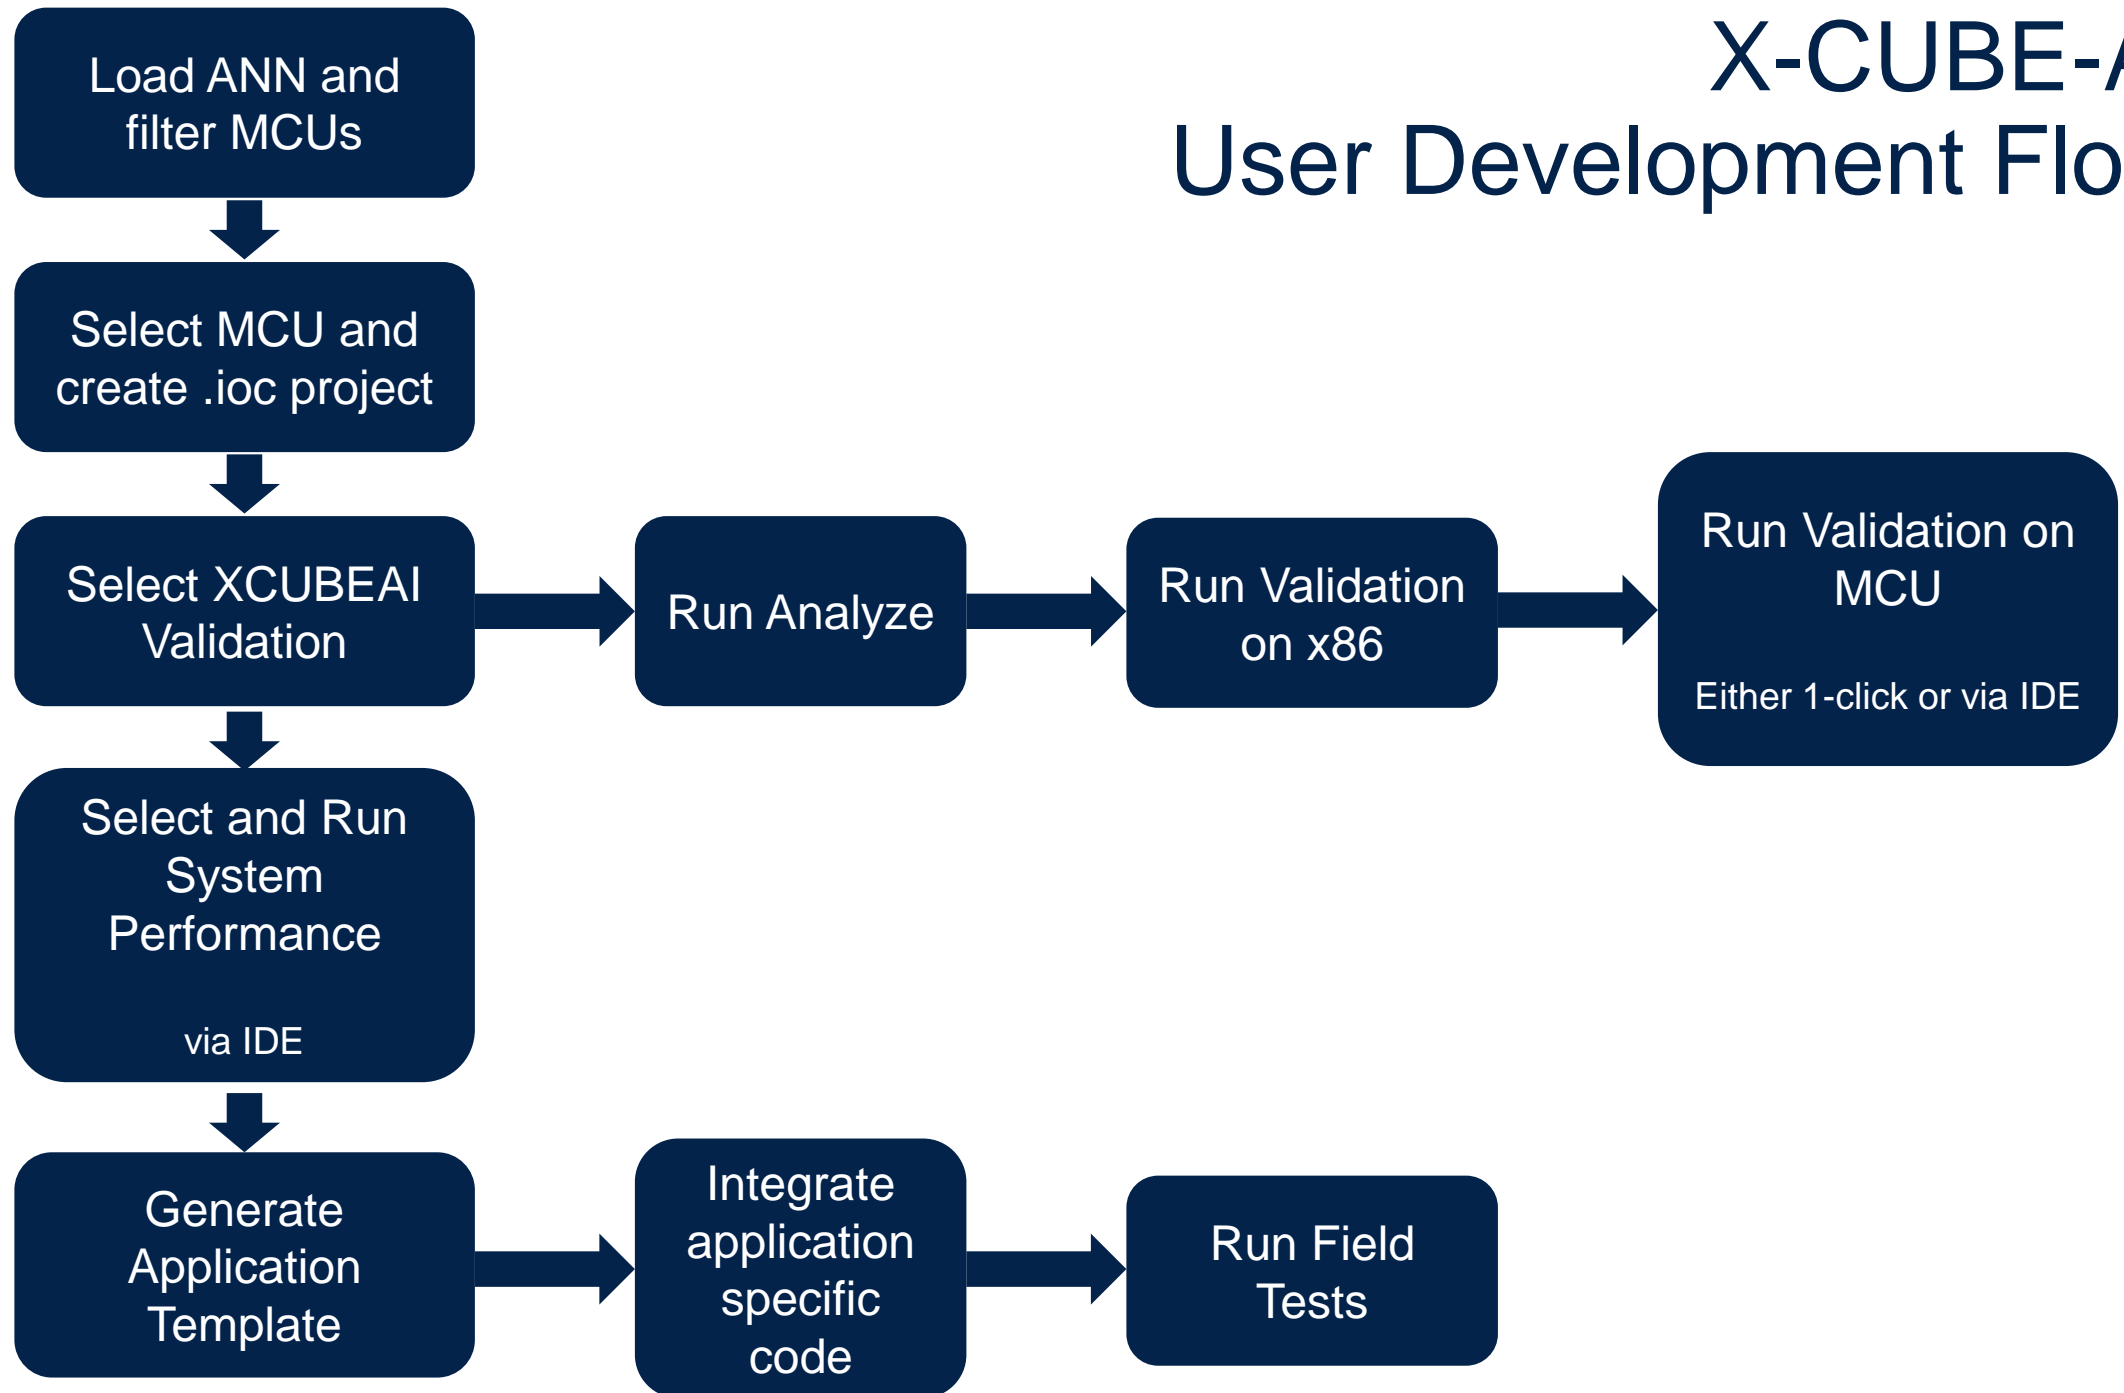 X-CUBE-A
User Development Flo
Load ANN and
filter MCUs
Select MCU and
create .ioc project
Select XCUBEAI
Validation
Run Analyze
Run Validation
on x86
Run Validation on
MCU
Either 1-click or via IDE
Select and Run
System
Performance
via IDE
Generate
Application
Template
Integrate
application
specific
code
Run Field
Tests